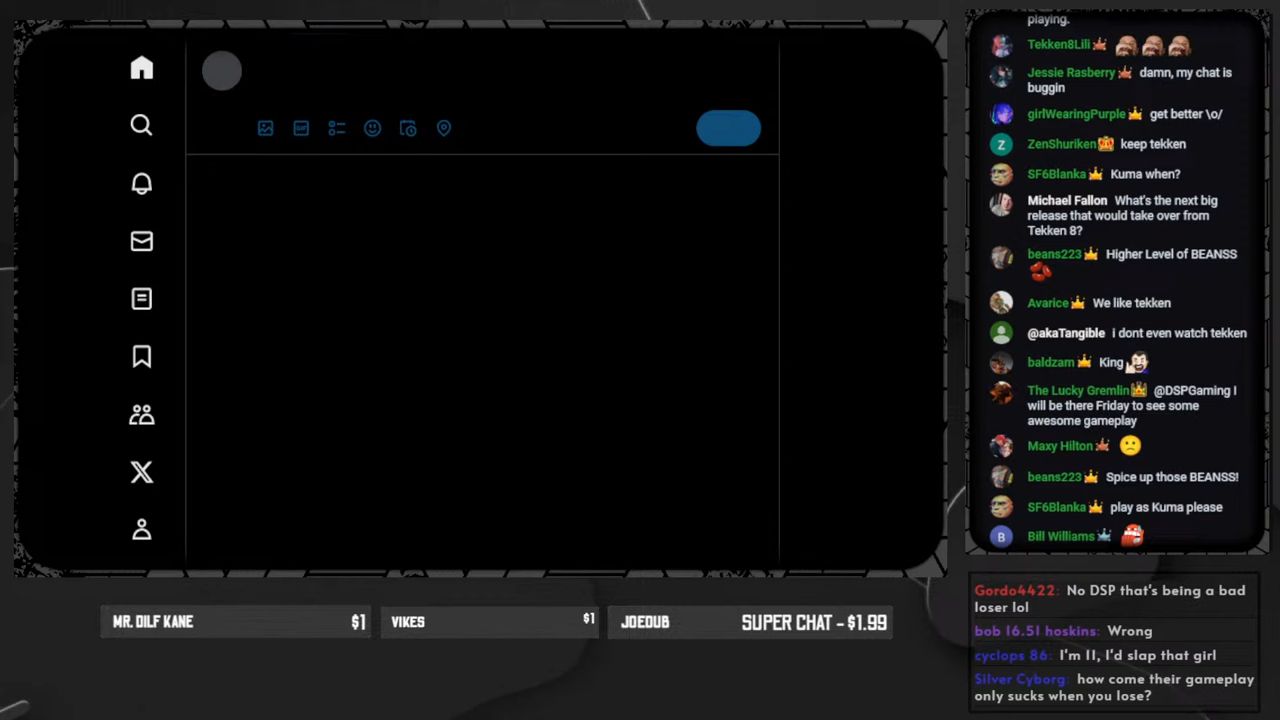 playing.
Tekken8Lili
Jessie Rasberry damn, my chat is
buggin
girlWearingPurple get better \o/
Z ZenShuriken keep tekken
SF6Blanka Kuma when?
Michael Fallon What's the next big
release that would take over from
Tekken 8?
beans223 Higher Level of BEANSS
Avarice We like tekken
@akaTangible i dont even watch tekken
baldzam King
The Lucky Gremlin @DSPGaming I
will be there Friday to see some
awesome gameplay
Maxy Hilton
beans223 Spice up those BEANSS!
SF6Blanka play as Kuma please
B Bill Williams
Gordo4422: No DSP that's being a bad
loser lol
bob 16.51 hoskins: Wrong
cyclops 86: I'm 11, I'd slap that girl
Silver Cyborg: how come their gameplay
only sucks when you lose?
MR. DILF KANE $1
VIKES $1
JOEDUB SUPER CHAT - $1.99
GIF
X